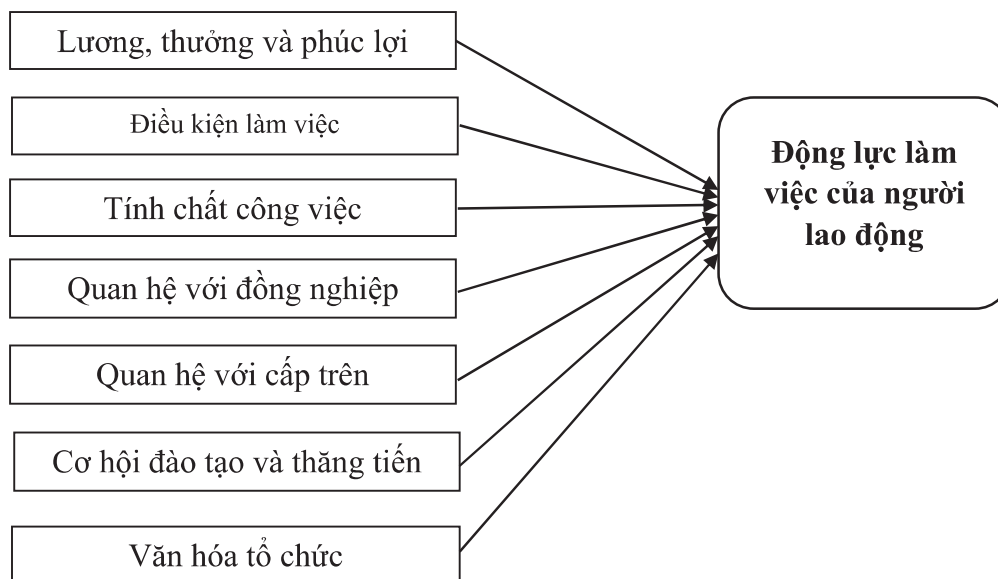 Lương, thưởng và phúc lợi
Điều kiện làm việc
Tính chất công việc
Quan hệ với đồng nghiệp
Quan hệ với cấp trên
Cơ hội đào tạo và thăng tiến
Văn hóa tổ chức
Động lực làm
việc của người
lao động